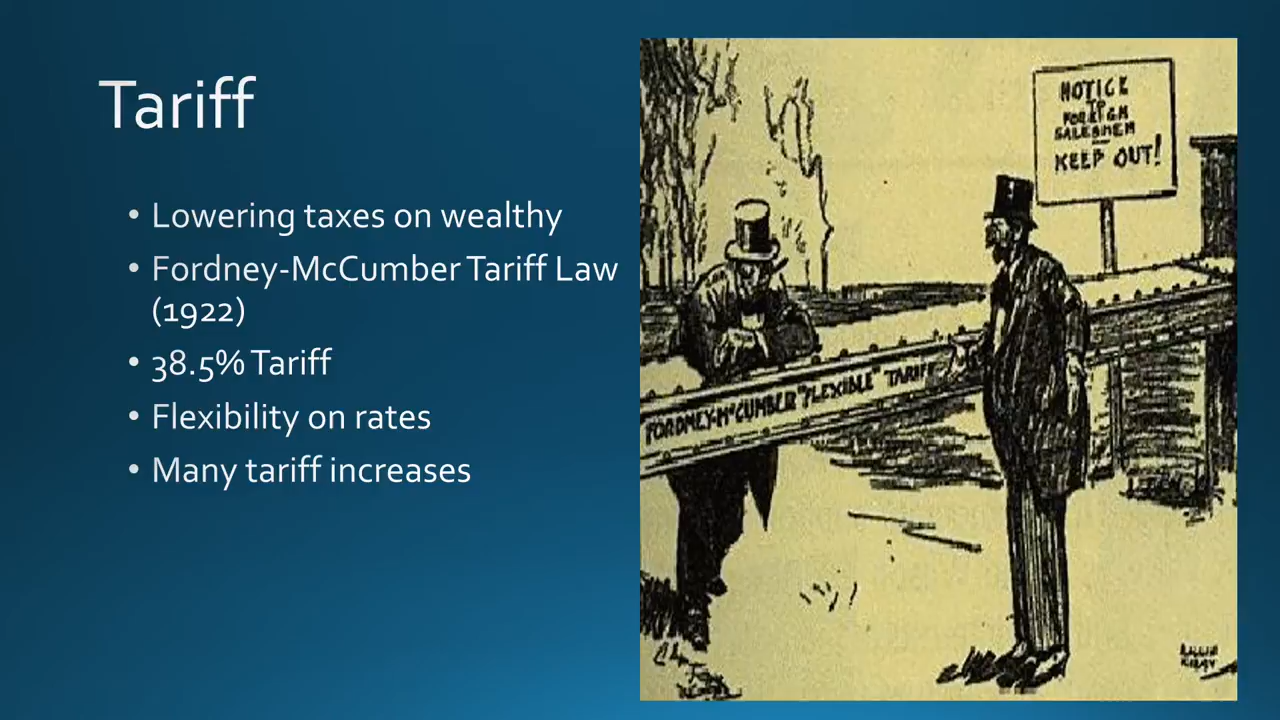 Tariff
• Lowering taxes on wealthy
• Fordney-McCumber Tariff Law
(1922)
• 38.5% Tariff
• Flexibility on rates
• Many tariff increases
NOTICE
TO
FOREIGN
SALESMEN
KEEP OUT!
FORDNEY-McCUMBER "FLEXIBLE" TARIFF